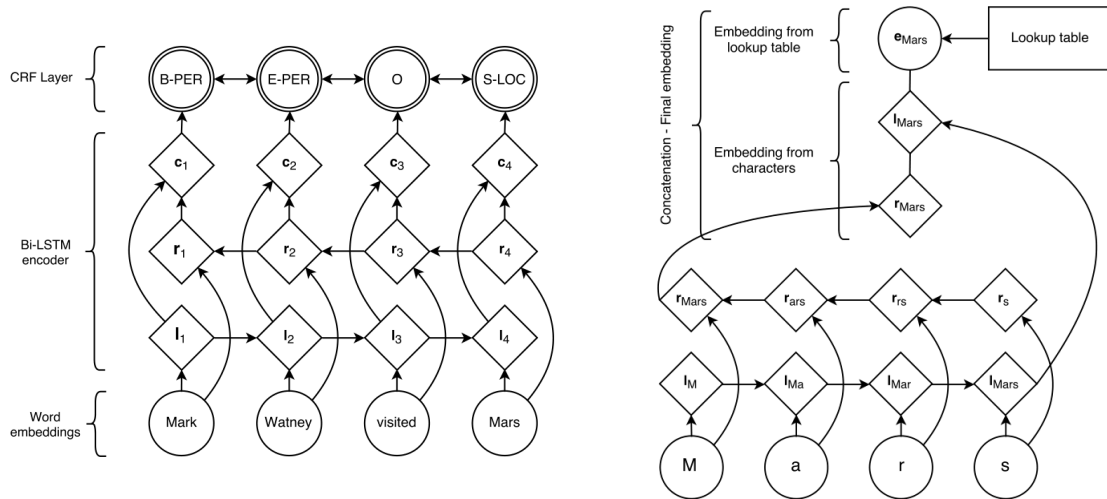 CRF Layer
B-PER E-PER O S-LOC
Bi-LSTM
encoder
c1 c2 c3 c4
r1 r2 r3 r4
l1 l2 l3 l4
Word
embeddings
Mark Watney visited Mars
Concatenation - Final embedding
Embedding from
lookup table
eMars
Lookup table
Embedding from
characters
lMars
rMars
rMars rars rrs rs
lM lMa lMar lMars
M a r s